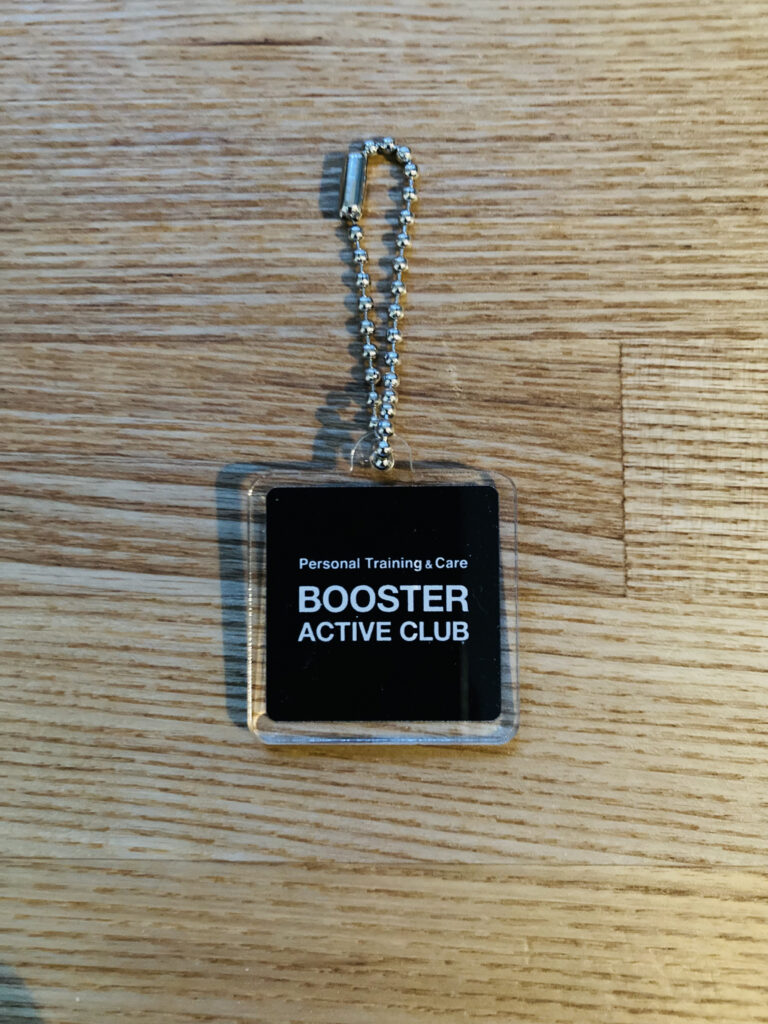 Personal Training & Care
BOOSTER
ACTIVE CLUB